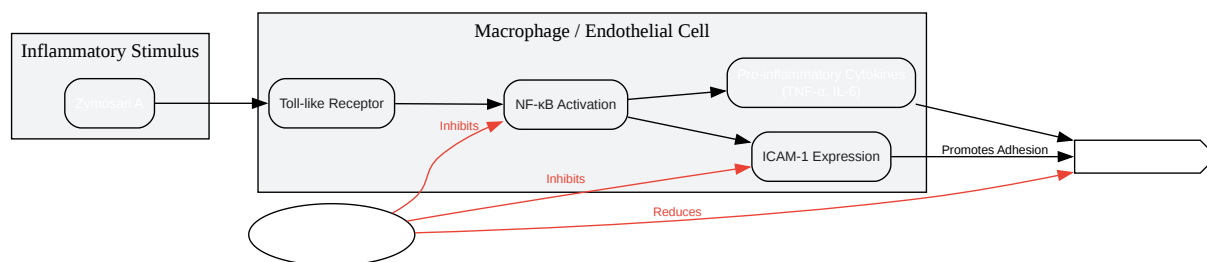 Inflammatory Stimulus
Zymosan A
Macrophage / Endothelial Cell
Toll-like Receptor
NF-κB Activation
Pro-inflammatory Cytokines
(TNF-α, IL-6)
ICAM-1 Expression
Inhibits
Inhibits
Reduces
Promotes Adhesion